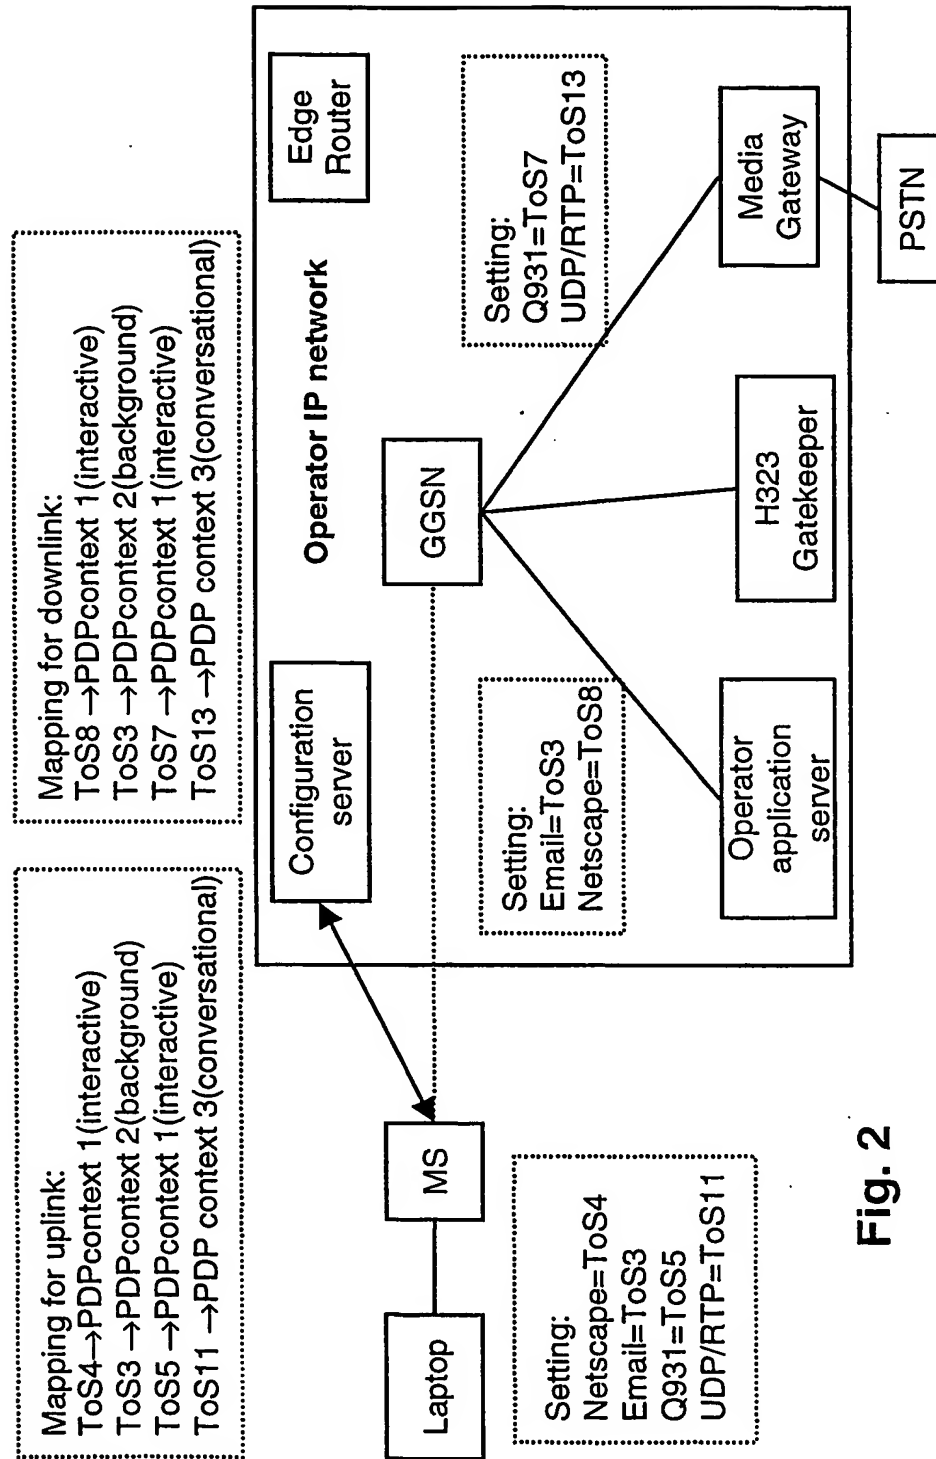 Mapping for uplink:
ToS4→PDPcontext 1(interactive)
ToS3 →PDPcontext 2(background)
ToS5 →PDPcontext 1(interactive)
ToS11 →PDP context 3(conversational)
Mapping for downlink:
ToS8 →PDPcontext 1(interactive)
ToS3 →PDPcontext 2(background)
ToS7 →PDPcontext 1(interactive)
ToS13 →PDP context 3(conversational)
Laptop
MS
Setting:
Netscape=ToS4
Email=ToS3
Q931=ToS5
UDP/RTP=ToS11
Configuration
server
Operator IP network
Edge
Router
GGSN
Setting:
Email=ToS3
Netscape=ToS8
Setting:
Q931=ToS7
UDP/RTP=ToS13
Operator
application
server
H323
Gatekeeper
Media
Gateway
PSTN
Fig. 2